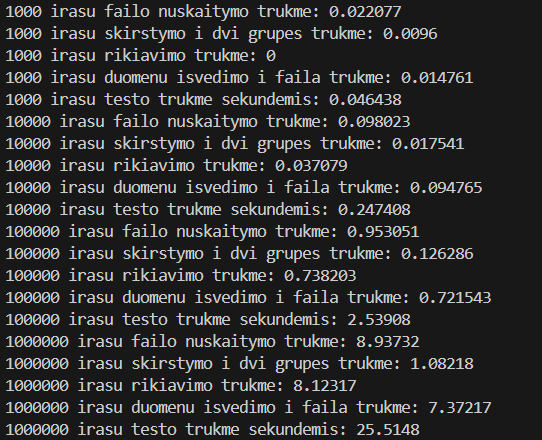 1000 irasu failo nuskaitymo trukme: 0.022077
1000 irasu skirstymo i dvi grupes trukme: 0.0096
1000 irasu rikiavimo trukme: 0
1000 irasu duomenu isvedimo i faila trukme: 0.014761
1000 irasu testo trukme sekundemis: 0.046438
10000 irasu failo nuskaitymo trukme: 0.098023
10000 irasu skirstymo i dvi grupes trukme: 0.017541
10000 irasu rikiavimo trukme: 0.037079
10000 irasu duomenu isvedimo i faila trukme: 0.094765
10000 irasu testo trukme sekundemis: 0.247408
100000 irasu failo nuskaitymo trukme: 0.953051
100000 irasu skirstymo i dvi grupes trukme: 0.126286
100000 irasu rikiavimo trukme: 0.738203
100000 irasu duomenu isvedimo i faila trukme: 0.721543
100000 irasu testo trukme sekundemis: 2.53908
1000000 irasu failo nuskaitymo trukme: 8.93732
1000000 irasu skirstymo i dvi grupes trukme: 1.08218
1000000 irasu rikiavimo trukme: 8.12317
1000000 irasu duomenu isvedimo i faila trukme: 7.37217
1000000 irasu testo trukme sekundemis: 25.5148